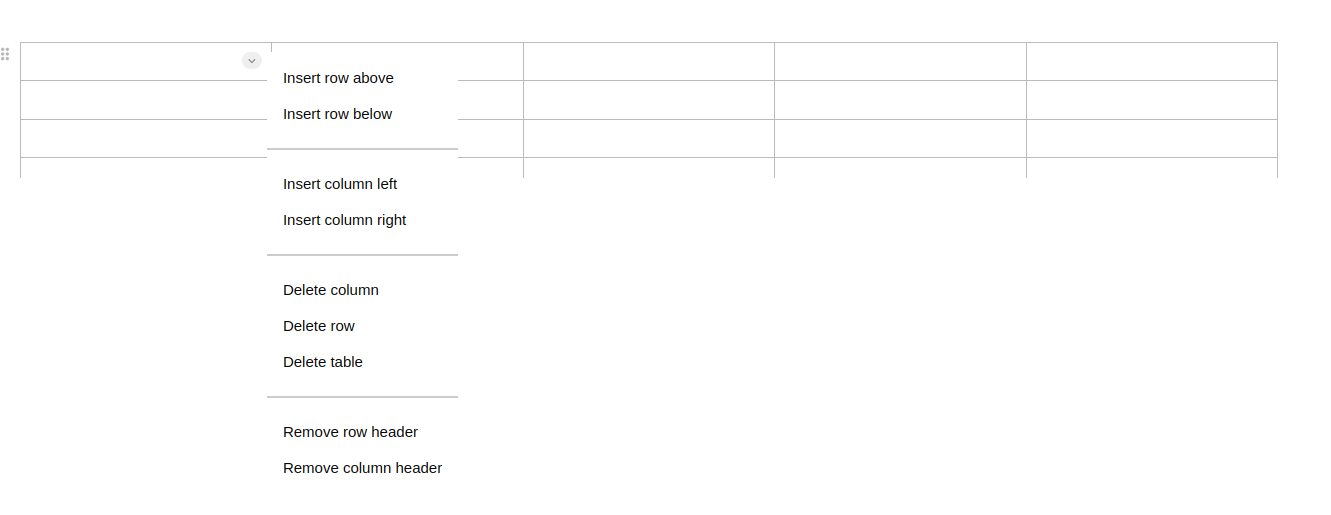 Insert row above
Insert row below
Insert column left
Insert column right
Delete column
Delete row
Delete table
Remove row header
Remove column header